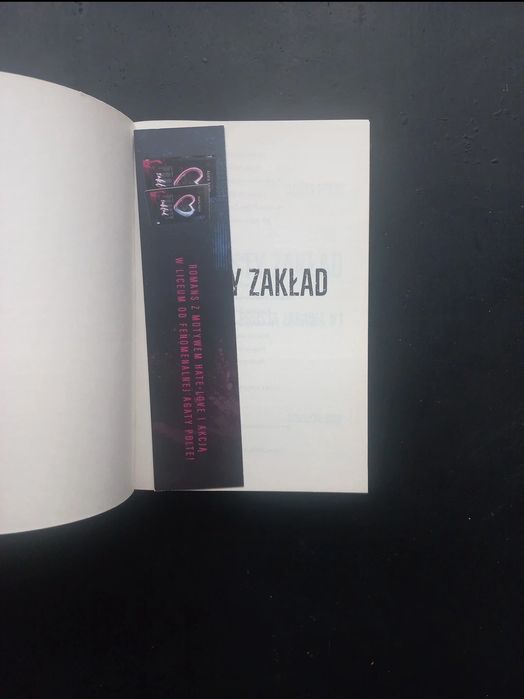 Y ZAKŁAD
ROMANS Z MOTYWEM HATE-LOVE I AKCJĄ
W LICEUM OD FENOMENALNEJ AGATY POLTE!